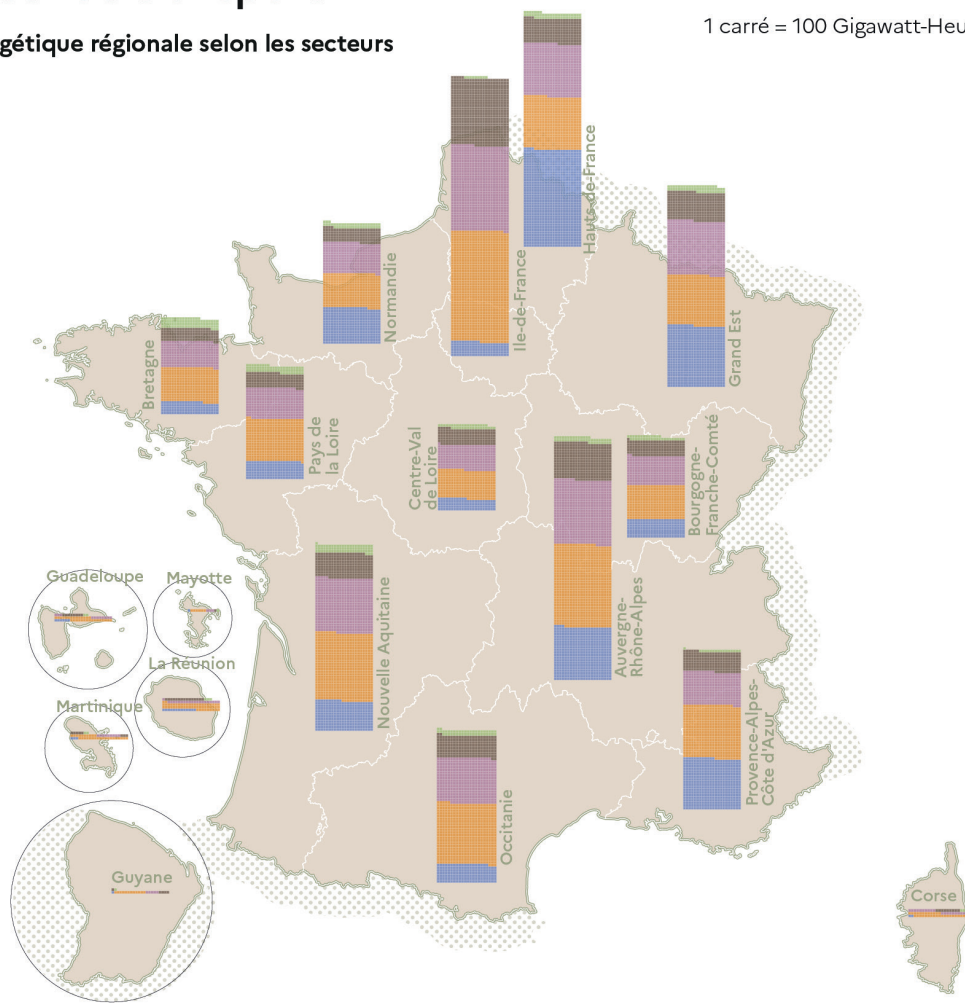 gétique régionale selon les secteurs
1 carré = 100 Gigawatt-Heu
Hauts-de-France
Normandie
Ile-de-France
Grand Est
Bretagne
Pays de
la Loire
Centre-Val
de Loire
Bourgogne-
Franche-Comté
Guadeloupe
Mayotte
Nouvelle Aquitaine
Auvergne-
Rhône-Alpes
La Réunion
Martinique
Provence-Alpes-
Côte d'Azur
Occitanie
Guyane
Corse